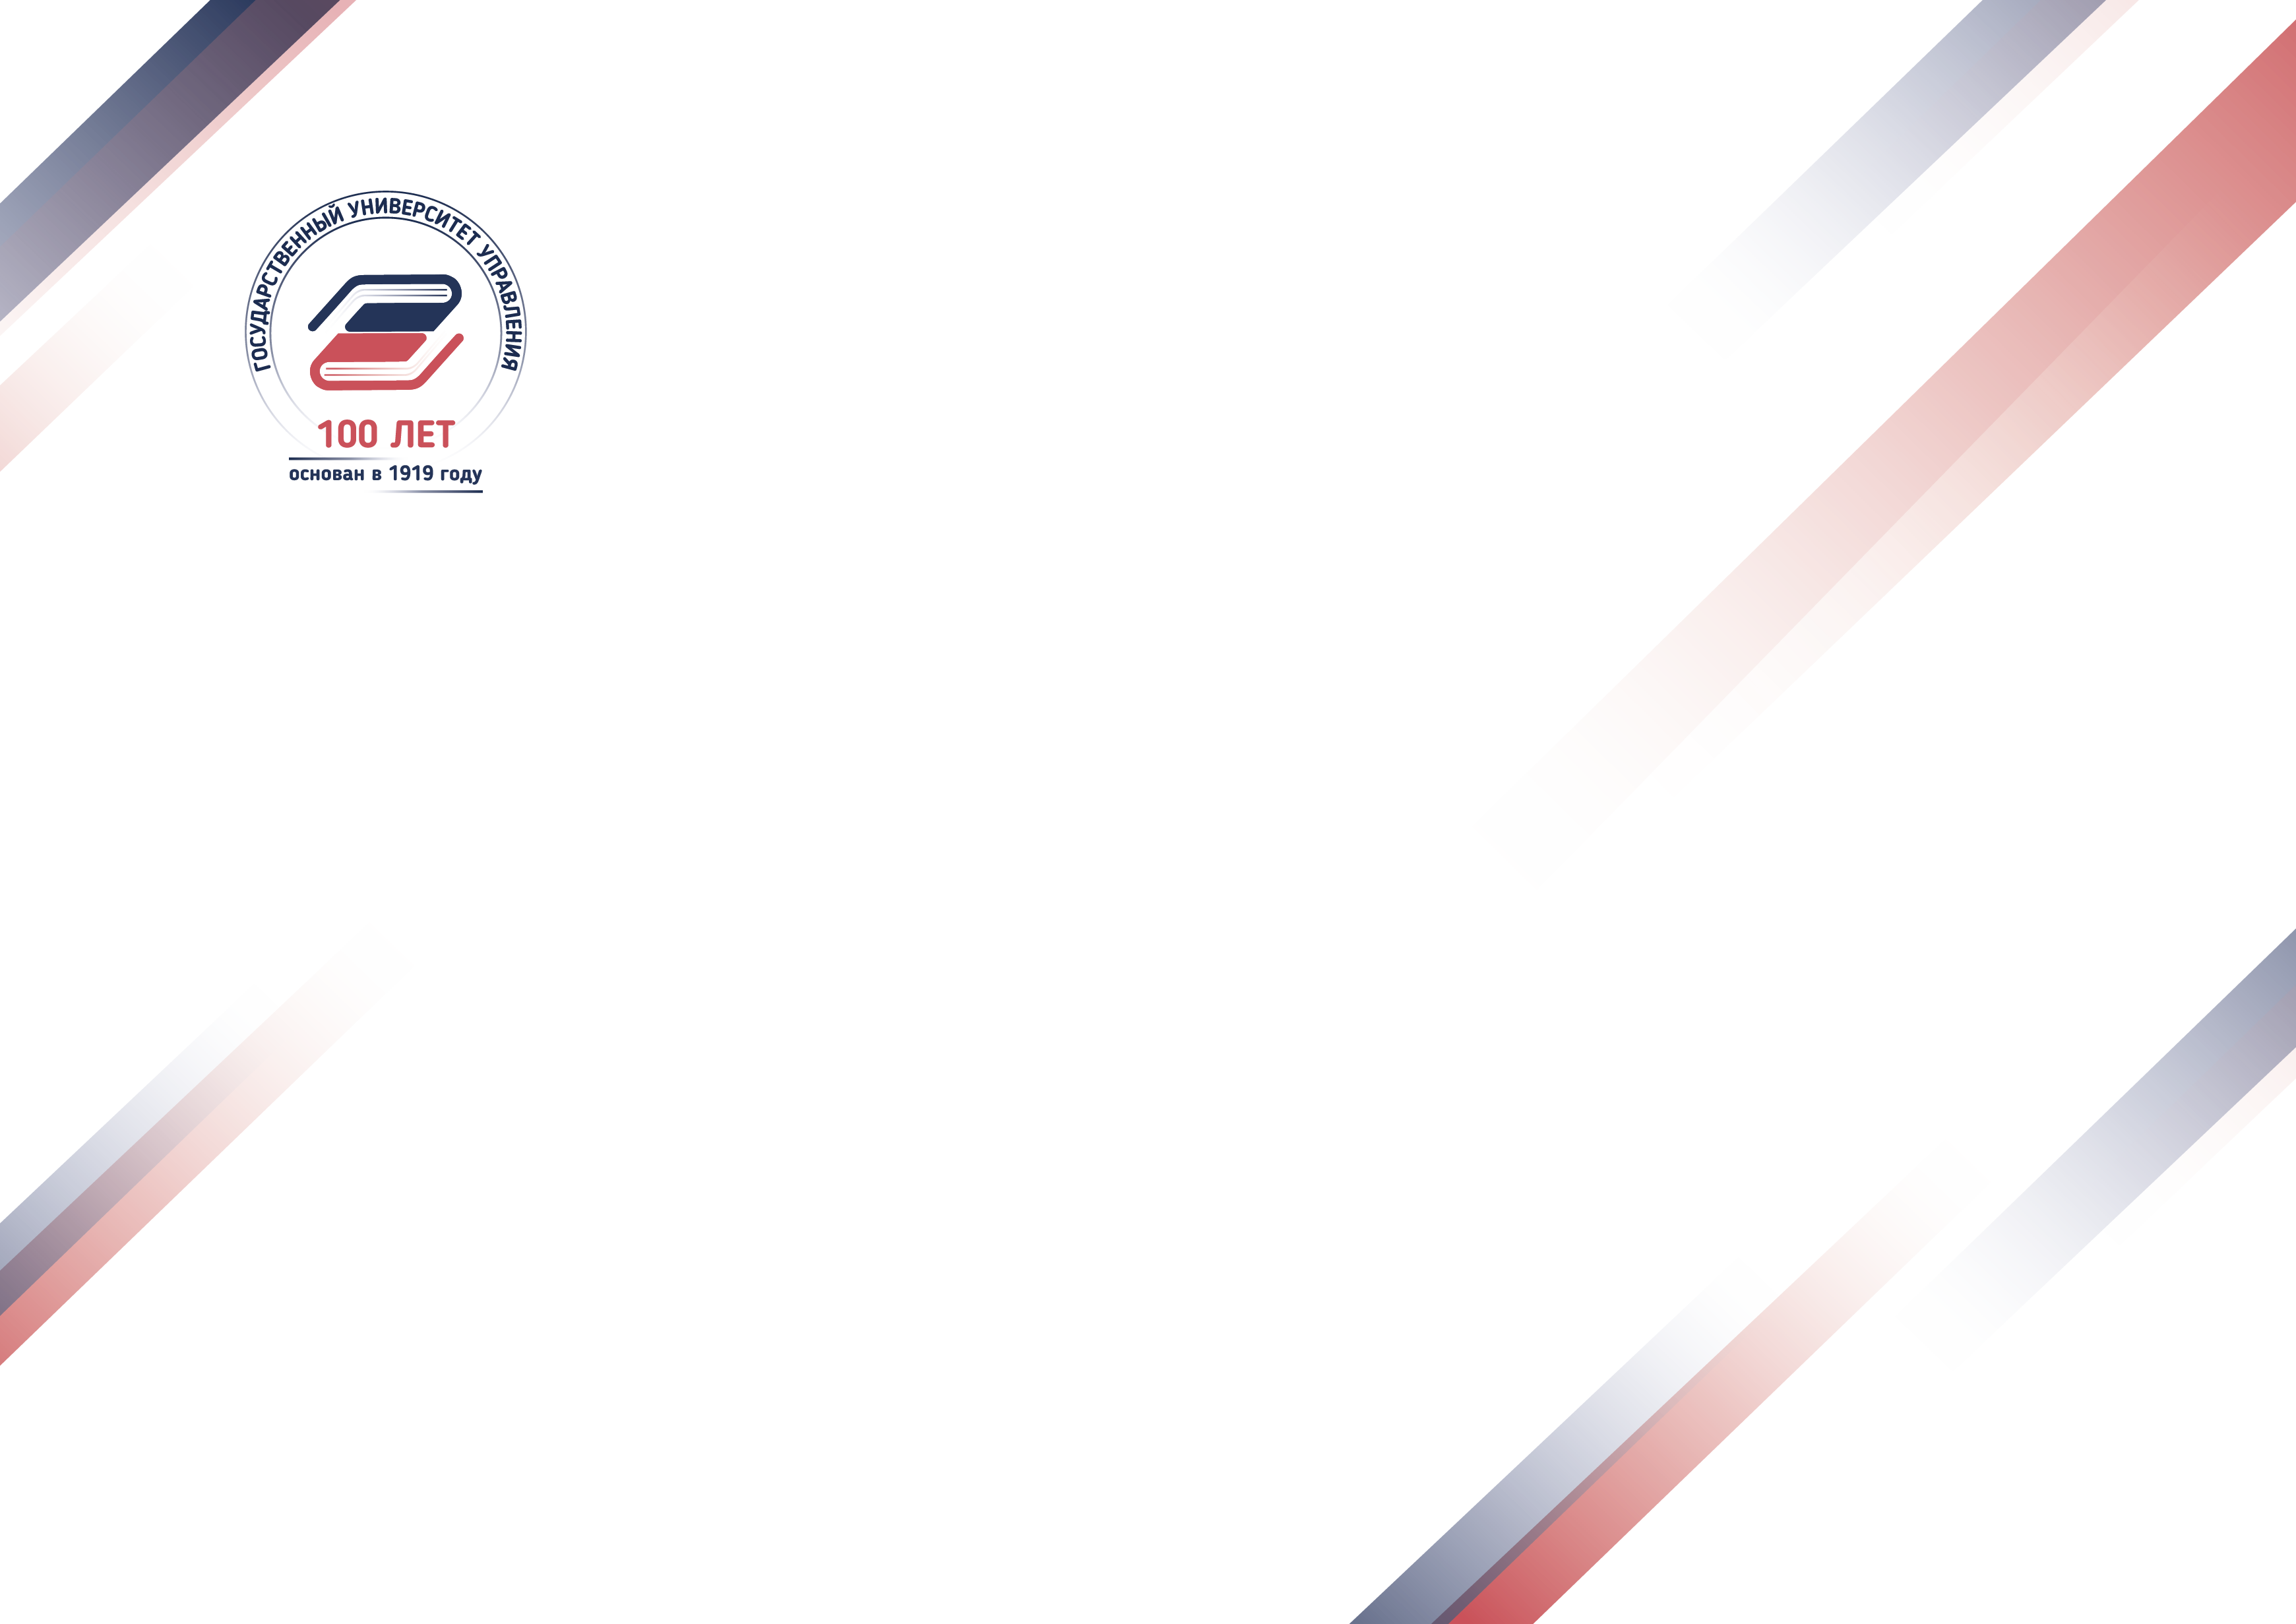 ГОСУДАРСТВЕННЫЙ УНИВЕРСИТЕТ УПРАВЛЕНИЯ
100 ЛЕТ
основан в 1919 году